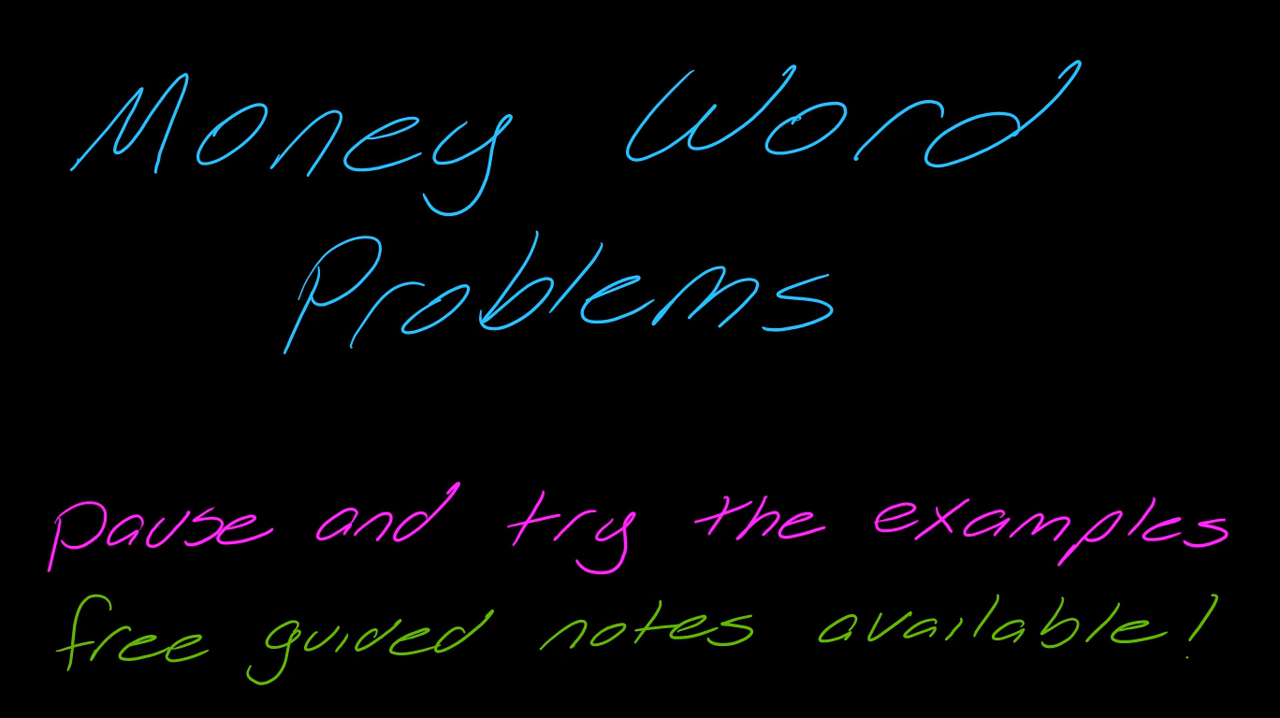 Money Word
Problems
pause and try the examples
free guided notes available!